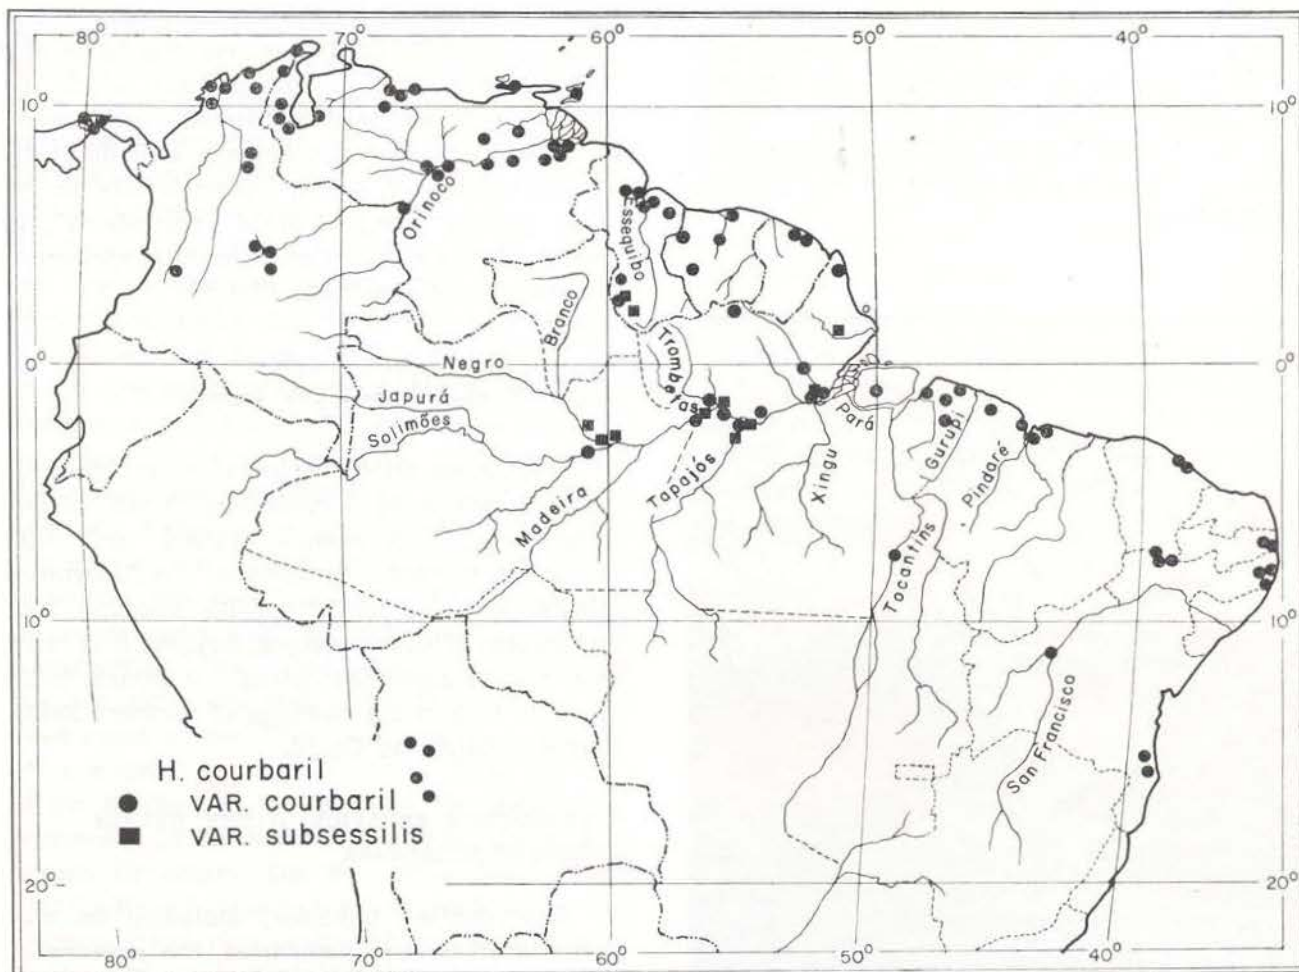 80° 70° 60° 50° 40°
10° 10°
Orinoco
Essequibo
Branco
0° 0°
Negro
Trombetas
Japurá
Solimões
Pará
Gurupi
Pindaré
Xingu
Tapajós
Madeira
Tocantins
10° 10°
San Francisco
H. courbaril
VAR. courbaril
VAR. subsessilis
20° 20°
80° 70° 60° 50° 40°